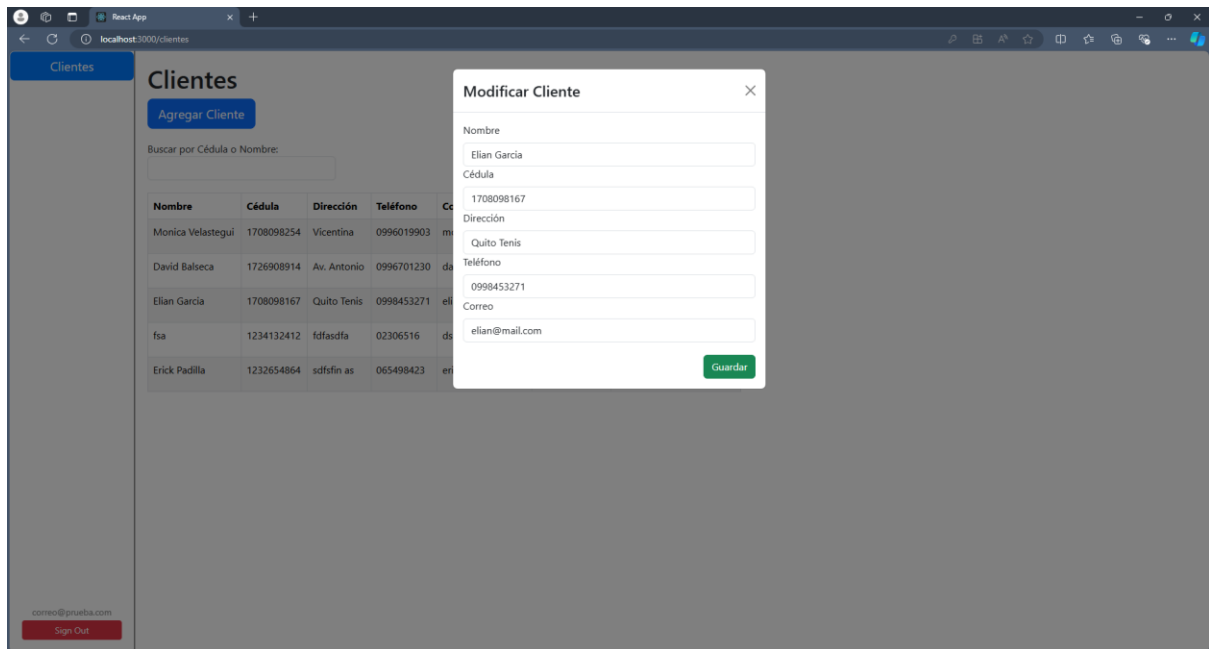 React App
localhost:3000/clientes
Clientes
Clientes
Agregar Cliente
Buscar por Cédula o Nombre:
Nombre Cédula Dirección Teléfono
Monica Velastegui 1708098254 Vicentina 0996019903
David Balseca 1726908914 Av. Antonio 0996701230
Elian Garcia 1708098167 Quito Tenis 0998453271
fsa 1234132412 fdfasdfa 02306516
Erick Padilla 1232654864 sdfsfin as 065498423
Modificar Cliente
Nombre
Elian Garcia
Cédula
1708098167
Dirección
Quito Tenis
Teléfono
0998453271
Correo
elian@mail.com
Guardar
correo@prueba.com
Sign Out